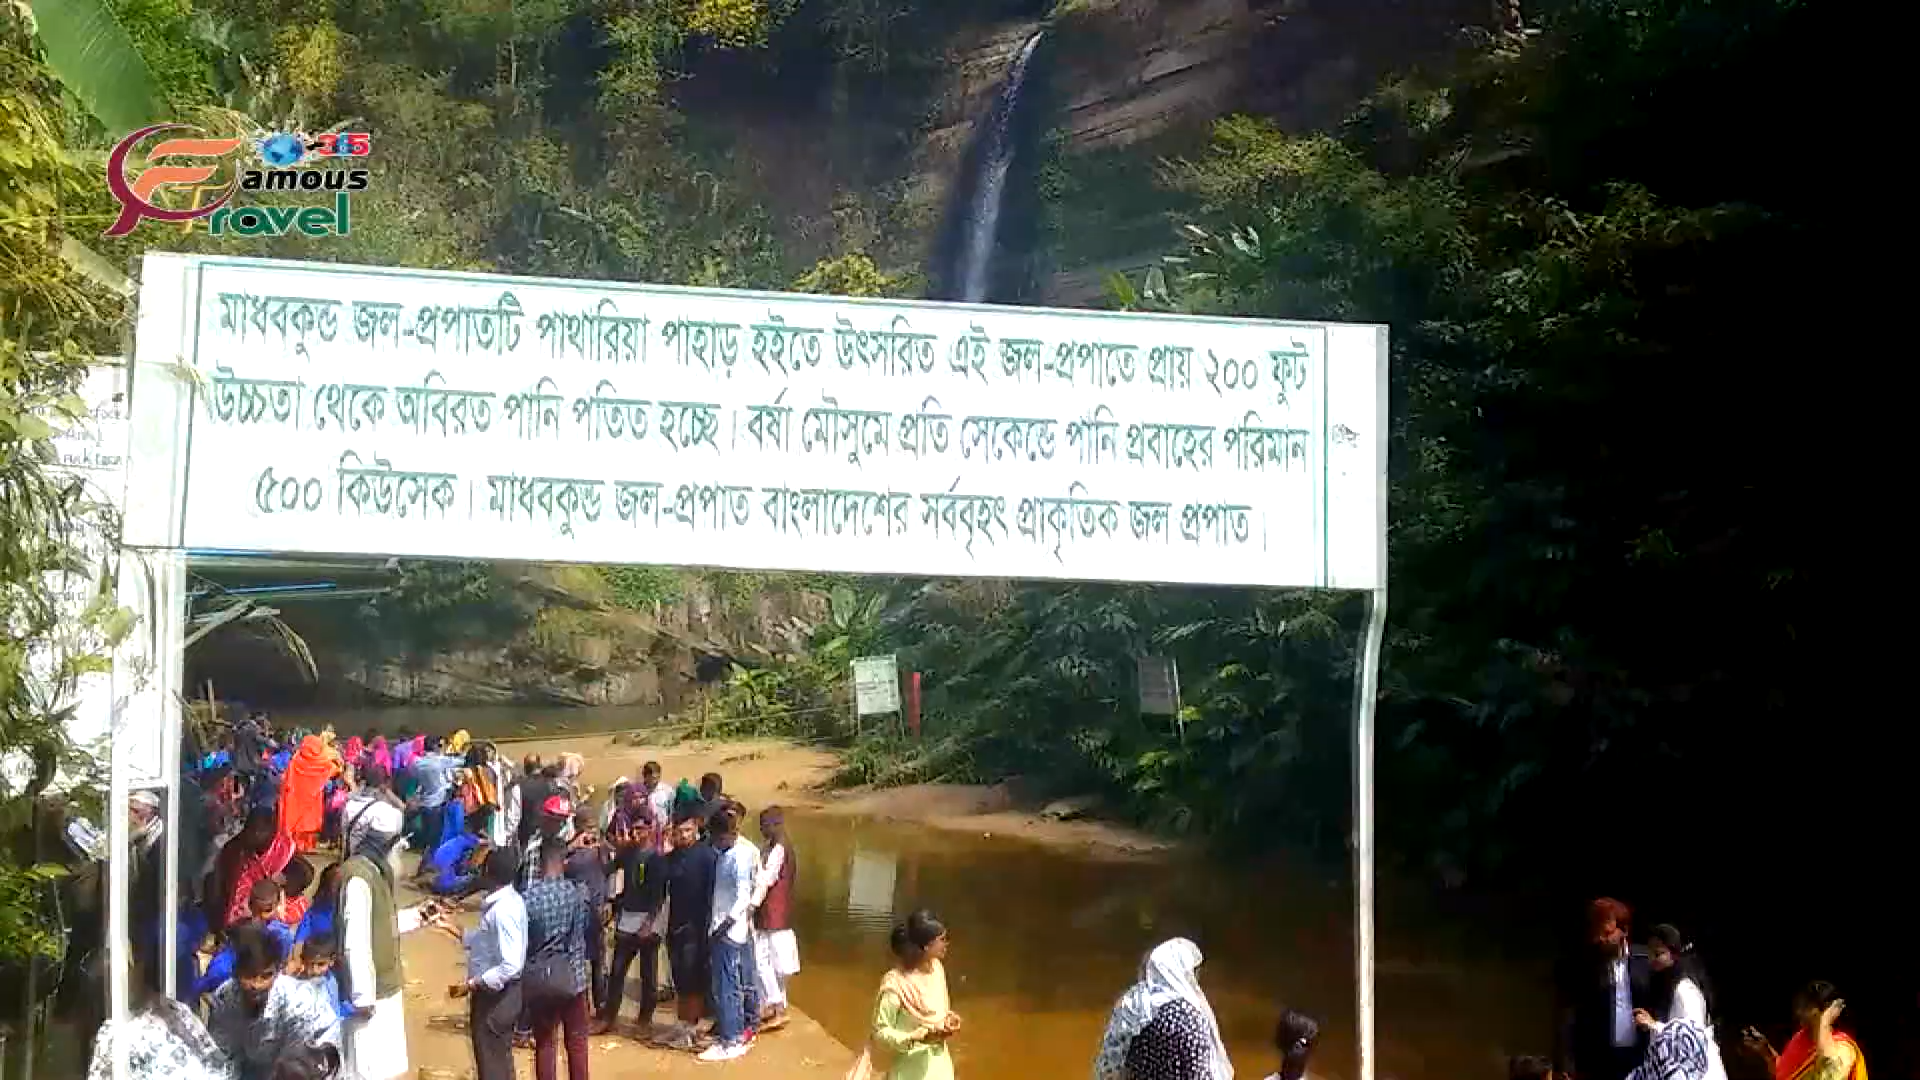 -35
Famous
Travel
মাধবকুন্ড জল-প্রপাতটি পাথারিয়া পাহাড় হইতে উৎসরিত এই জল-প্রপাতে প্রায় ২০০ ফুট
উচ্চতা থেকে অবিরত পানি পতিত হচ্ছে। বর্ষা মৌসুমে প্রতি সেকেন্ডে পানি প্রবাহের পরিমান
৫০০ কিউসেক। মাধবকুন্ড জল-প্রপাত বাংলাদেশের সর্ববৃহৎ প্রাকৃতিক জল প্রপাত।